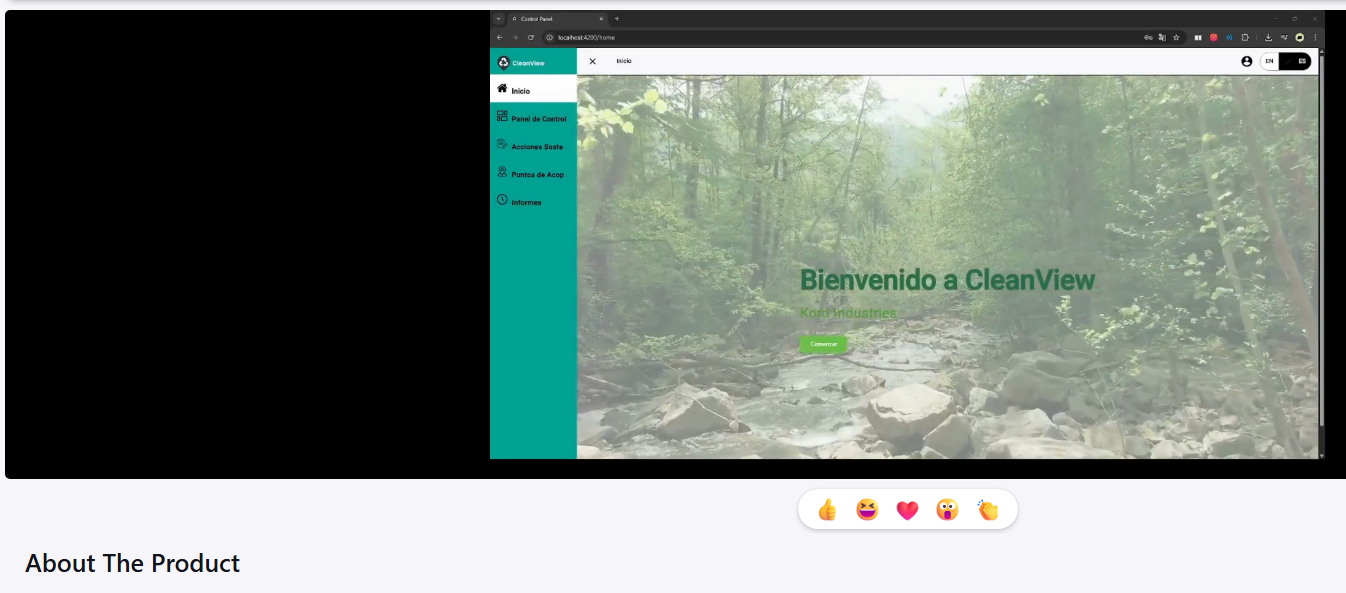 Control Panel
localhost:4200/home
CleanView
Inicio
EN
ES
Inicio
Panel de Control
Acciones Soste
Puntos de Acop
Informes
Bienvenido a CleanView
Kord Industries
Comenzar
About The Product